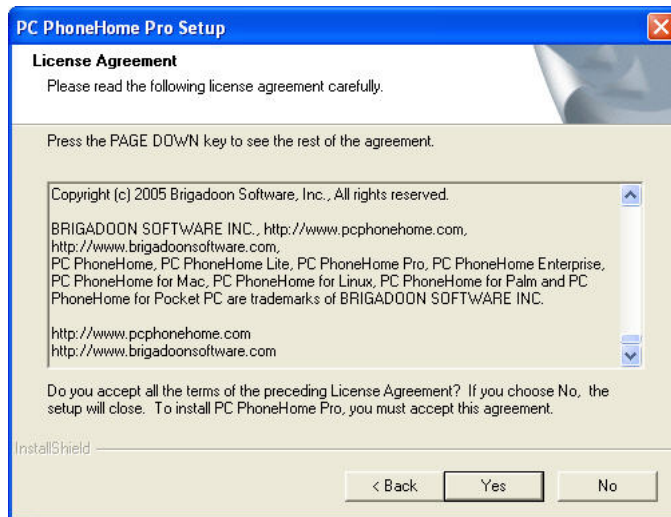 PC PhoneHome Pro Setup
License Agreement
Please read the following license agreement carefully.
Press the PAGE DOWN key to see the rest of the agreement.
Copyright (c) 2005 Brigadoon Software, Inc., All rights reserved.
BRIGADOON SOFTWARE INC., http://www.pcphonehome.com,
http://www.brigadoonsoftware.com,
PC PhoneHome, PC PhoneHome Lite, PC PhoneHome Pro, PC PhoneHome Enterprise,
PC PhoneHome for Mac, PC PhoneHome for Linux, PC PhoneHome for Palm and PC
PhoneHome for Pocket PC are trademarks of BRIGADOON SOFTWARE INC.
http://www.pcphonehome.com
http://www.brigadoonsoftware.com
Do you accept all the terms of the preceding License Agreement? If you choose No, the
setup will close. To install PC PhoneHome Pro, you must accept this agreement.
InstallShield
< Back Yes No